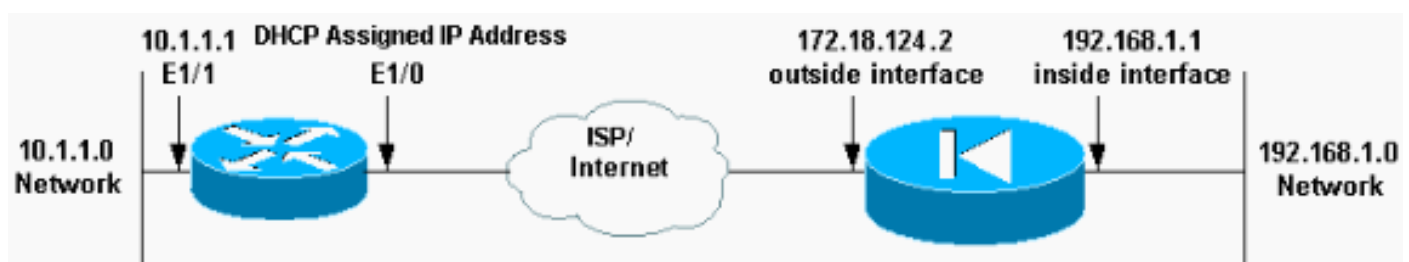 10.1.1.1
E1/1
DHCP Assigned IP Address
E1/0
172.18.124.2
outside interface
192.168.1.1
inside interface
10.1.1.0
Network
ISP/
Internet
192.168.1.0
Network